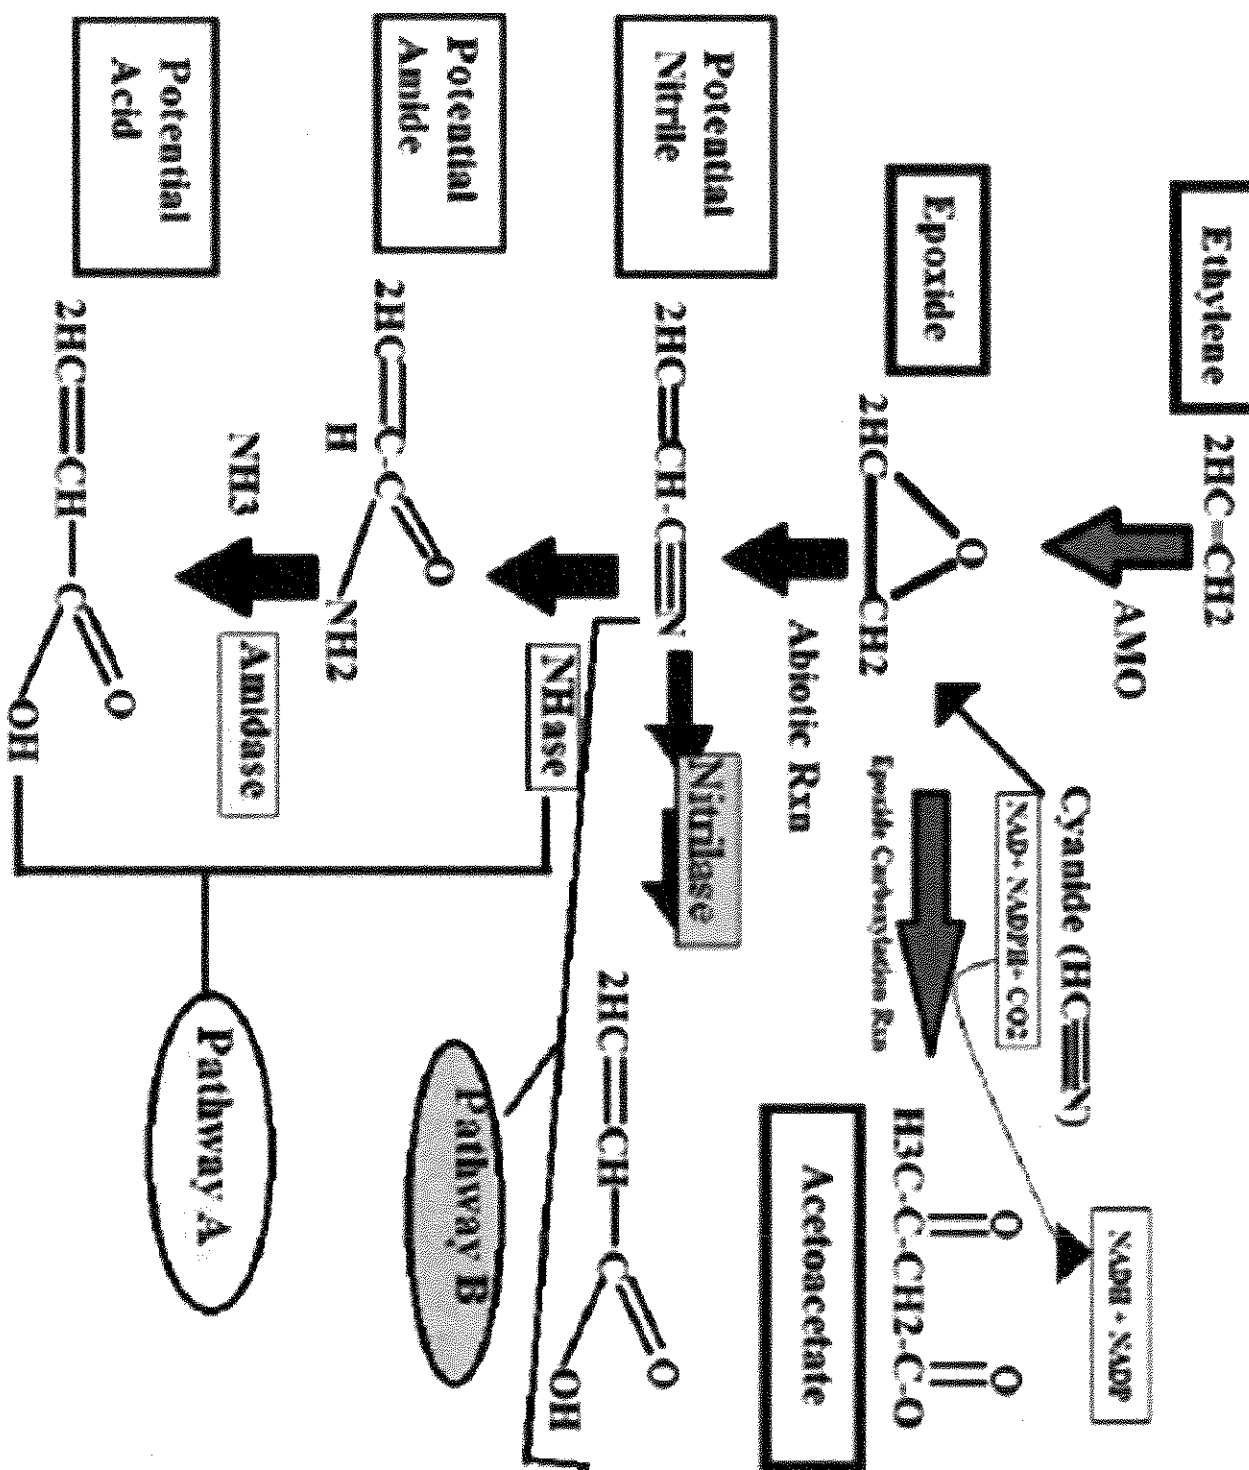 Ethylene
2HC=CH2
AMO
Cyanide (HC≡N)
NAD+ NADPH+ CO2
NADH + NADP
Epoxide
2HC
O
CH2
Epoxide Carboxylation Rxn
H3C-C-CH2-C-O
O
O
Acetoacetate
Abiotic Rxn
Potential
Nitrile
2HC=CH-C≡N
Nitrilase
2HC=CH-C
O
OH
NHase
Pathway B
Potential
Amide
2HC=C-C
H
O
NH2
NH3
Amidase
Potential
Acid
2HC=CH-C
O
OH
Pathway A